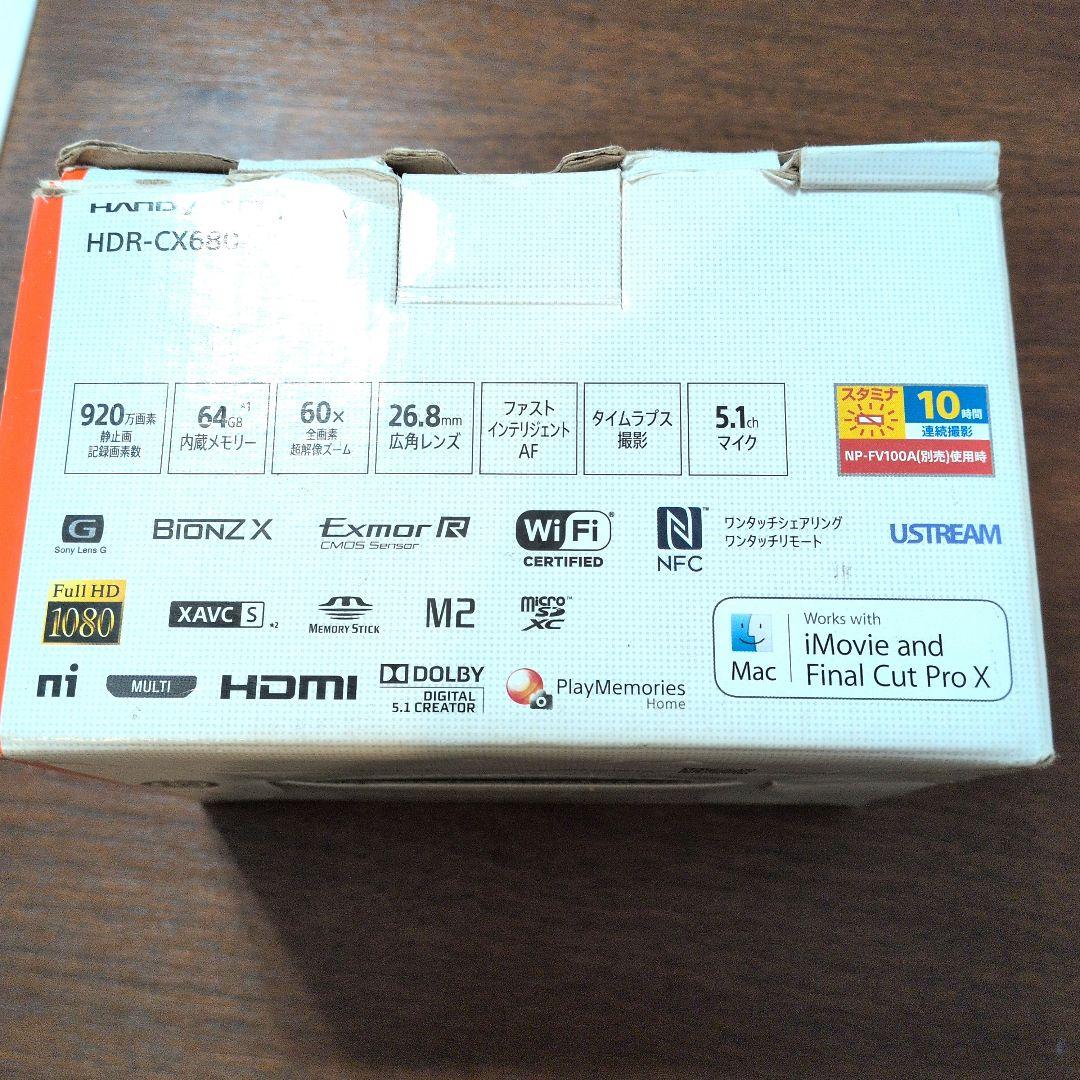 HDR-CX680
920万画素
静止画
記録画素数
64GB *1
内蔵メモリー
60×
全画素
超解像ズーム
26.8mm
広角レンズ
ファスト
インテリジェント
AF
タイムラプス
撮影
5.1ch
マイク
スタミナ
10時間
連続撮影
NP-FV100A(別売)使用時
G
Sony Lens G
BIONZ X
Exmor R
CMOS Sensor
Wi Fi
CERTIFIED
N™
NFC
ワンタッチシェアリング
ワンタッチリモート
USTREAM
Full HD
1080
XAVC S *2
MEMORY STICK
M2
micro SD XC™
Mac
Works with
iMovie and
Final Cut Pro X
MULTI
HDMI
DOLBY
DIGITAL
5.1 CREATOR
PlayMemories
Home